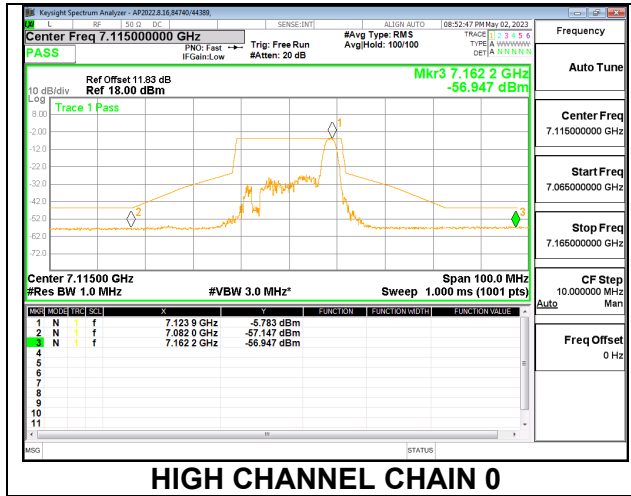 Keysight Spectrum Analyzer - AP2022.8.16,84740/44389,
LXI L RF 50 Ω DC SENSE:INT ALIGN AUTO 08:52:47 PM May 02, 2023
Center Freq 7.115000000 GHz #Avg Type: RMS TRACE 1 2 3 4 5 6
PASS PNO: Fast Trig: Free Run Avg|Hold: 100/100 TYPE A WWWWW
IFGain:Low #Atten: 20 dB DET A N N N N N
Ref Offset 11.83 dB Mkr3 7.162 2 GHz
10 dB/div Ref 18.00 dBm -56.947 dBm
Log
Trace 1 Pass
8.00
-2.00
-12.0
-22.0
-32.0
-42.0
-52.0
-62.0
-72.0
1
2
3
Center 7.11500 GHz Span 100.0 MHz
#Res BW 1.0 MHz #VBW 3.0 MHz* Sweep 1.000 ms (1001 pts)
MKR MODE TRC SCL X Y FUNCTION FUNCTION WIDTH FUNCTION VALUE
1 N 1 f 7.123 9 GHz -5.783 dBm
2 N 1 f 7.082 0 GHz -57.147 dBm
3 N 1 f 7.162 2 GHz -56.947 dBm
4
5
6
7
8
9
10
11
MSG STATUS
Frequency
Auto Tune
Center Freq
7.115000000 GHz
Start Freq
7.065000000 GHz
Stop Freq
7.165000000 GHz
CF Step
10.000000 MHz
Auto Man
Freq Offset
0 Hz
HIGH CHANNEL CHAIN 0